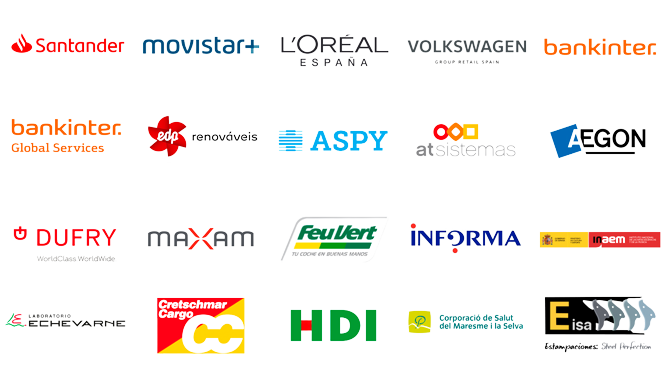 Santander
movistar+
L'ORÉAL
ESPAÑA
VOLKSWAGEN
GROUP RETAIL SPAIN
bankinter.
bankinter.
Global Services
edp renováveis
ASPY
atsistemas
AEGON
DUFRY
WorldClass WorldWide
MAXAM
FeuVert
TU COCHE EN BUENAS MANOS
INFORMA
inaem
LABORATORIO
ECHEVARNE
Cretschmar
Cargo
CC
HDI
Corporació de Salut
del Maresme i la Selva
Eisa
Estampaciones: Steel Perfection